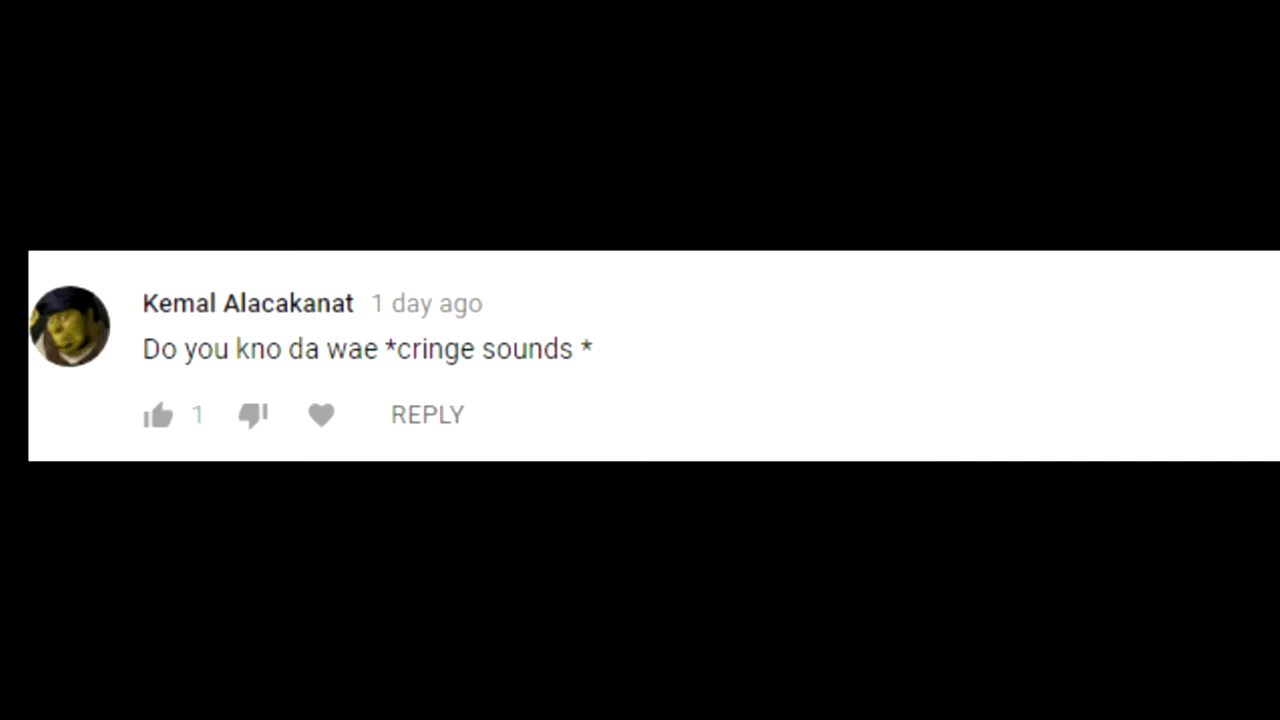 Kemal Alacakanat 1 day ago
Do you kno da wae *cringe sounds *
1 REPLY